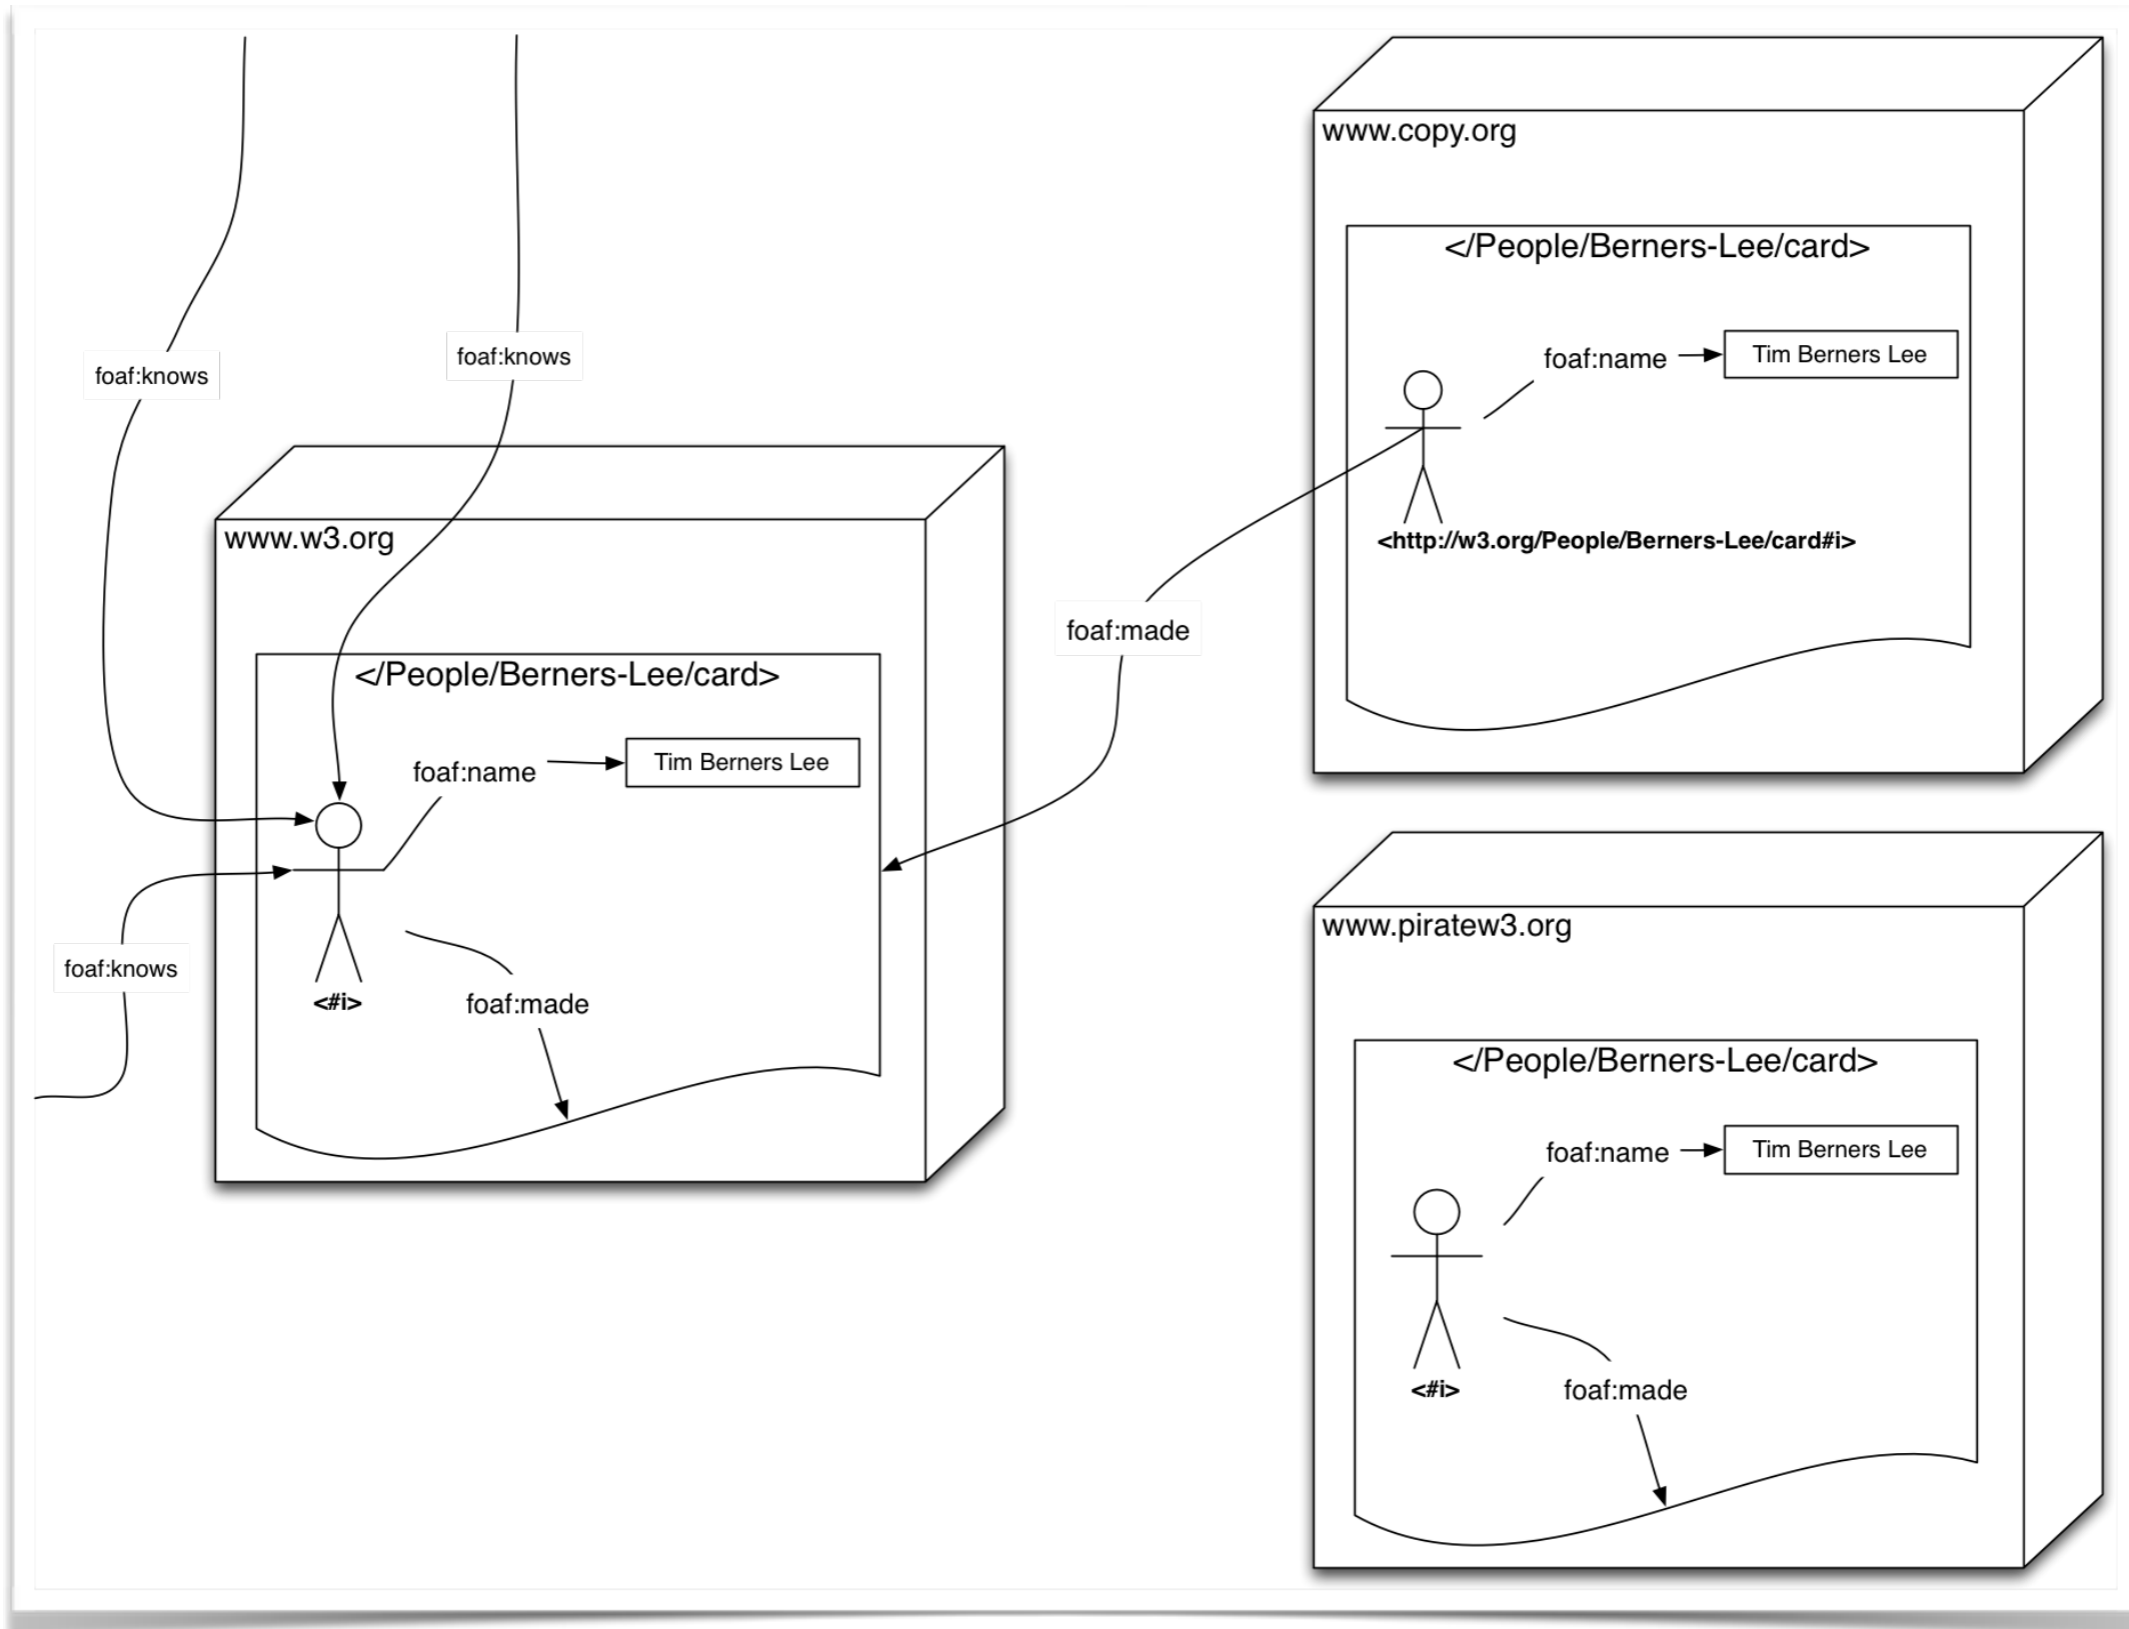 foaf:knows
foaf:knows
www.w3.org
</People/Berners-Lee/card>
foaf:name
Tim Berners Lee
foaf:knows
<#i>
foaf:made
foaf:made
www.copy.org
</People/Berners-Lee/card>
foaf:name
Tim Berners Lee
<http://w3.org/People/Berners-Lee/card#i>
www.piratew3.org
</People/Berners-Lee/card>
foaf:name
Tim Berners Lee
<#i>
foaf:made